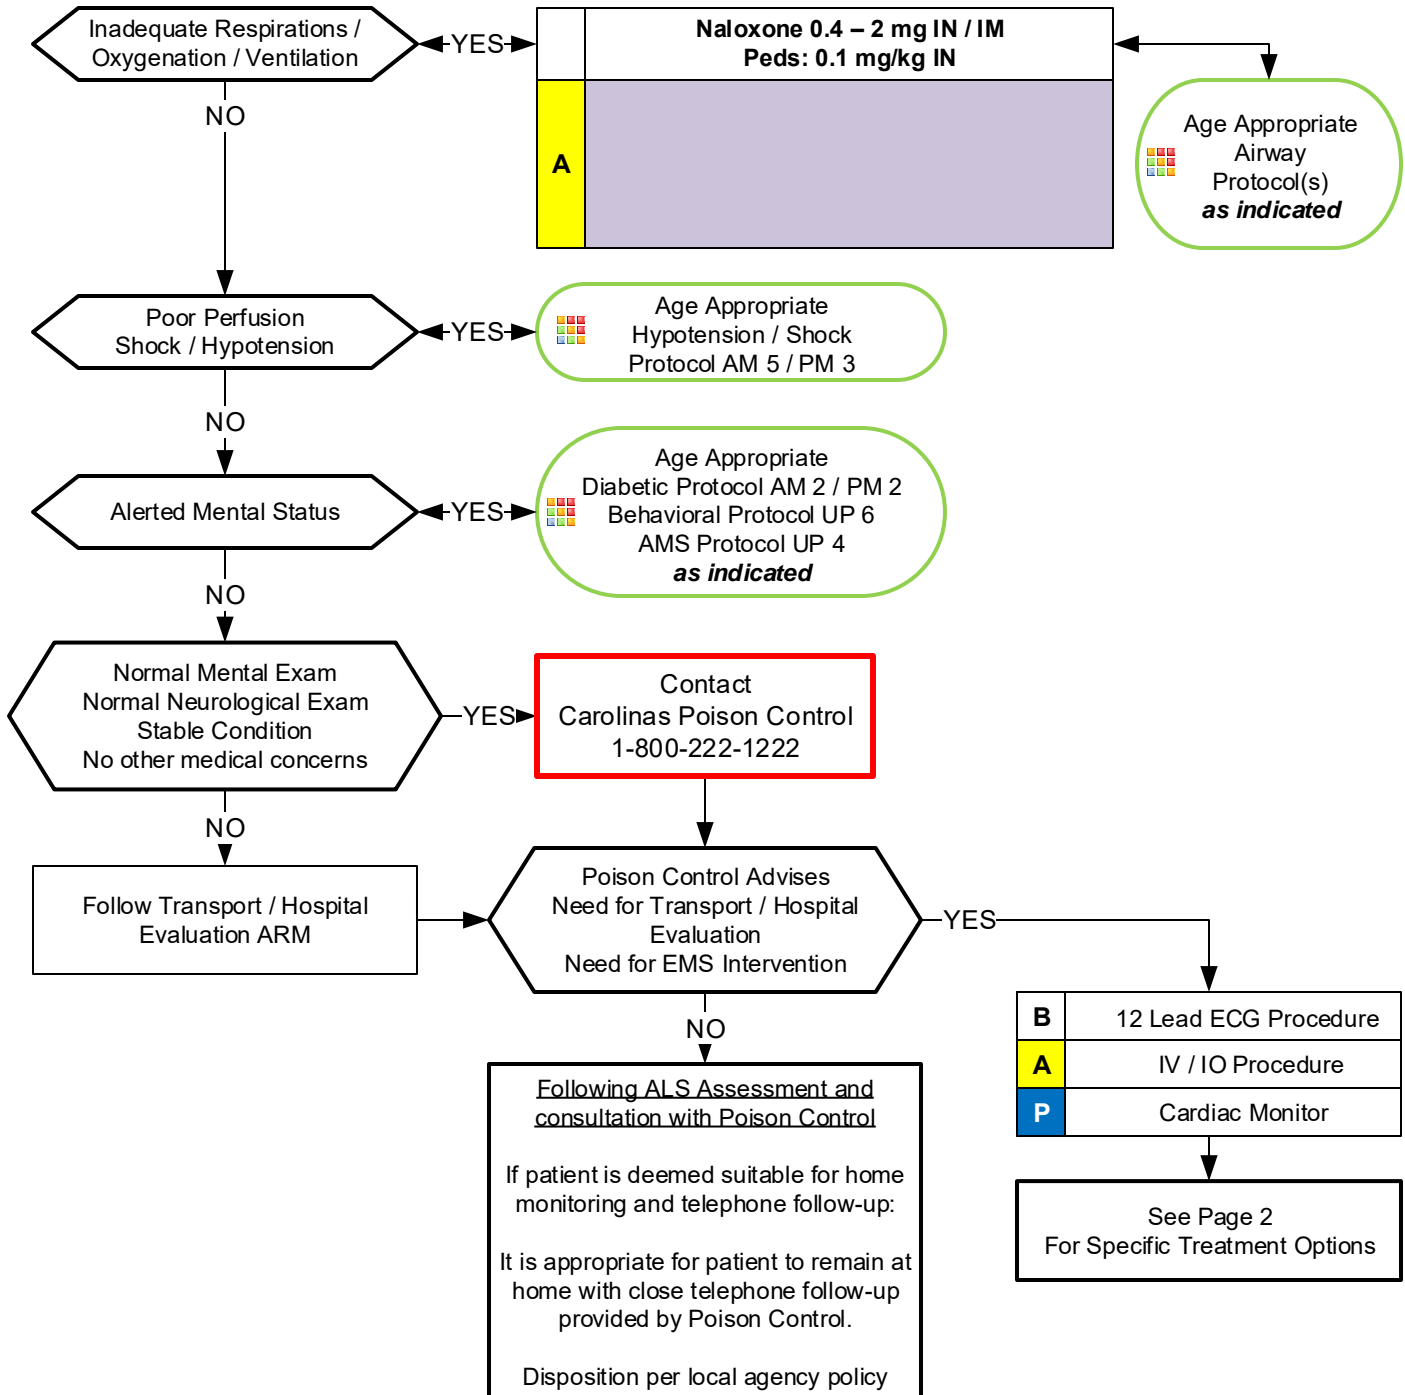 Inadequate Respirations /
Oxygenation / Ventilation
YES
Naloxone 0.4 – 2 mg IN / IM
Peds: 0.1 mg/kg IN
A
Age Appropriate
Airway
Protocol(s)
as indicated
NO
Poor Perfusion
Shock / Hypotension
YES
Age Appropriate
Hypotension / Shock
Protocol AM 5 / PM 3
NO
Alerted Mental Status
YES
Age Appropriate
Diabetic Protocol AM 2 / PM 2
Behavioral Protocol UP 6
AMS Protocol UP 4
as indicated
NO
Normal Mental Exam
Normal Neurological Exam
Stable Condition
No other medical concerns
YES
Contact
Carolinas Poison Control
1-800-222-1222
NO
Follow Transport / Hospital
Evaluation ARM
Poison Control Advises
Need for Transport / Hospital
Evaluation
Need for EMS Intervention
YES
B
12 Lead ECG Procedure
A
IV / IO Procedure
P
Cardiac Monitor
See Page 2
For Specific Treatment Options
NO
Following ALS Assessment and
consultation with Poison Control
If patient is deemed suitable for home
monitoring and telephone follow-up:
It is appropriate for patient to remain at
home with close telephone follow-up
provided by Poison Control.
Disposition per local agency policy